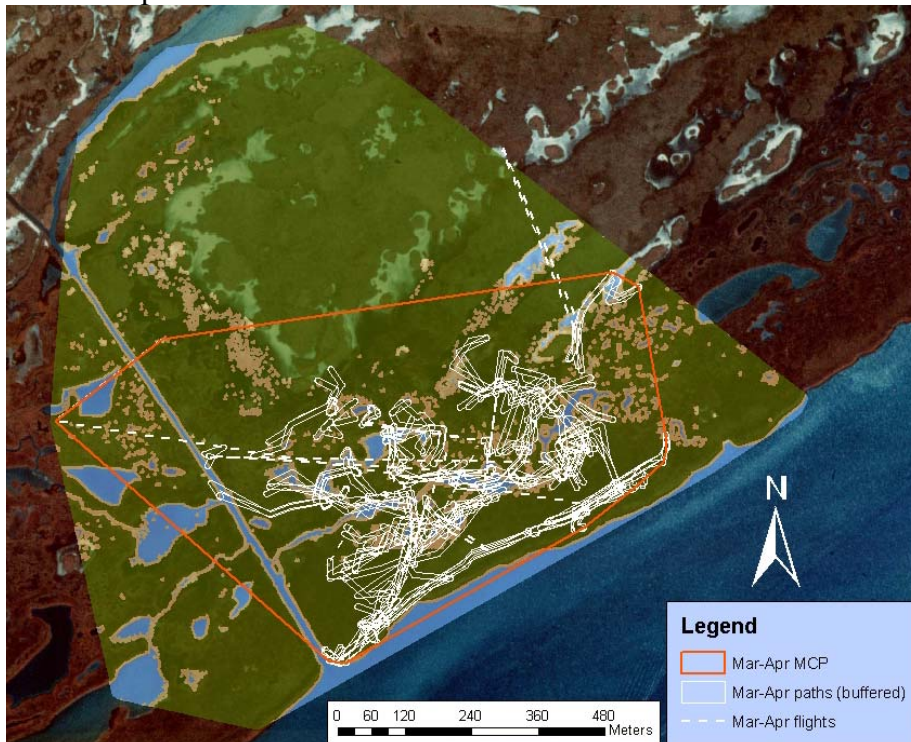 N
Legend
Mar-Apr MCP
Mar-Apr paths (buffered)
Mar-Apr flights
0 60 120 240 360 480
Meters